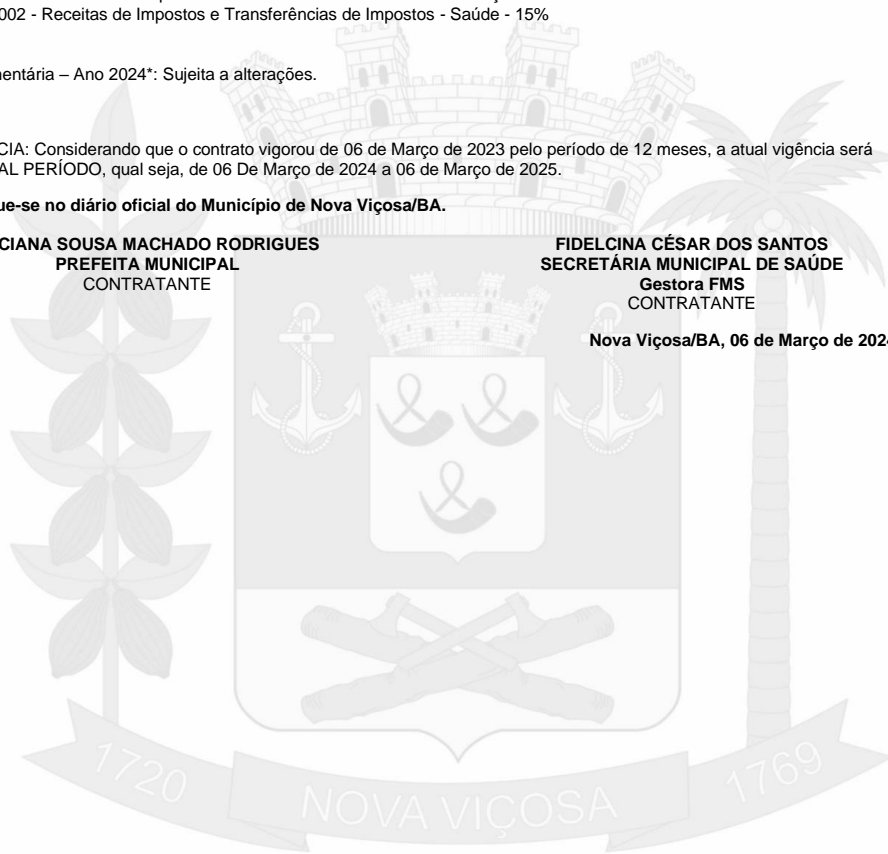 002 - Receitas de Impostos e Transferências de Impostos - Saúde - 15%
nentária – Ano 2024*: Sujeita a alterações.
CIA: Considerando que o contrato vigorou de 06 de Março de 2023 pelo período de 12 meses, a atual vigência será
AL PERÍODO, qual seja, de 06 De Março de 2024 a 06 de Março de 2025.
ue-se no diário oficial do Município de Nova Viçosa/BA.
CIANA SOUSA MACHADO RODRIGUES
PREFEITA MUNICIPAL
CONTRATANTE
FIDELCINA CÉSAR DOS SANTOS
SECRETÁRIA MUNICIPAL DE SAÚDE
Gestora FMS
CONTRATANTE
Nova Viçosa/BA, 06 de Março de 2024
1720
NOVA VIÇOSA
1769